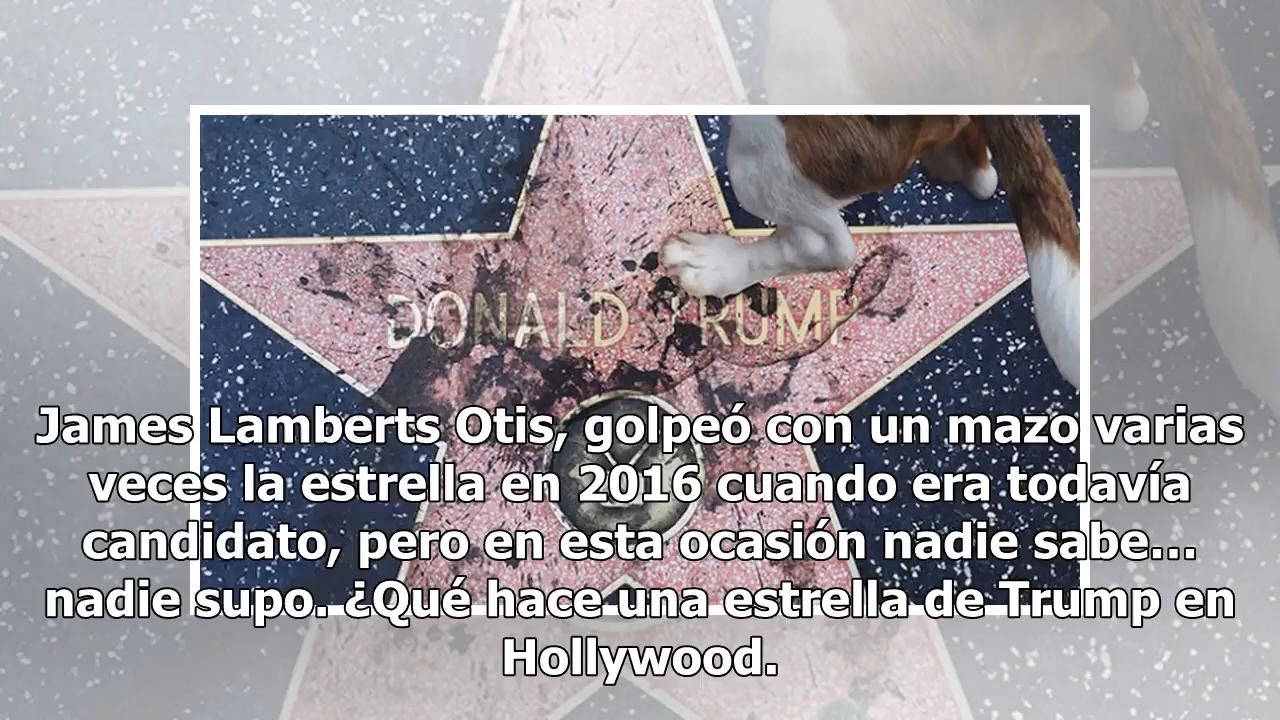 DONALD TRUMP
James Lamberts Otis, golpeó con un mazo varias
veces la estrella en 2016 cuando era todavía
candidato, pero en esta ocasión nadie sabe...
nadie supo. ¿Qué hace una estrella de Trump en
Hollywood.